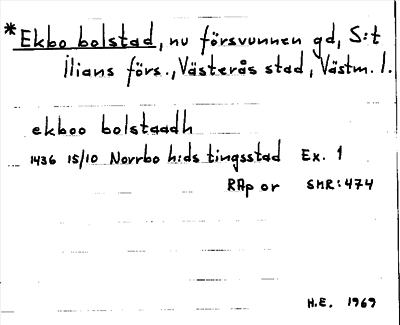 *Ekbo bolstad, nu försvunnen gd, S:t
Ilians förs., Västerås stad, Västm. l.
ekboo bolstaadh
1436 15/10 Norrbo h:ds tingsstad Ex. 1
RAp or SMR:474
H.E. 1969